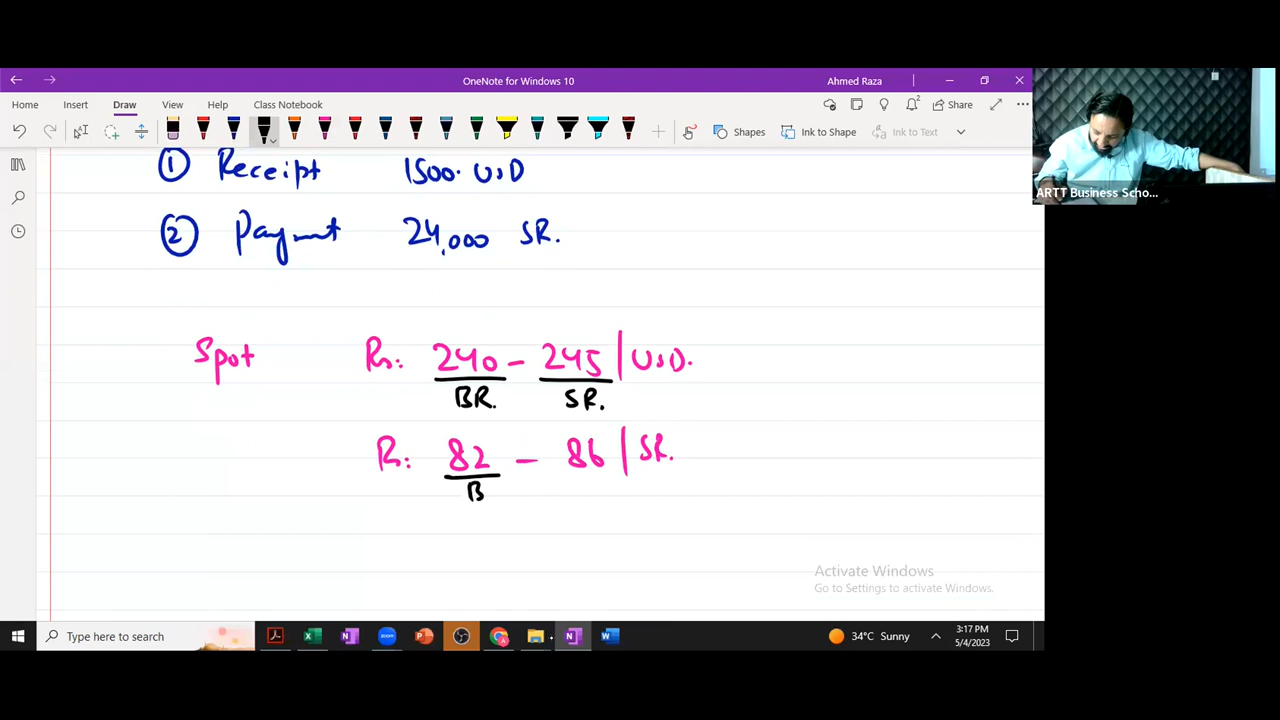 OneNote for Windows 10
Ahmed Raza
Home Insert Draw View Help Class Notebook Share
Shapes Ink to Shape Ink to Text
ARTT Business Scho...
① Receipt 1500. USD
② Payment 24,000 SR.
Spot Rs: 240 - 245 | USD.
BR. SR.
R: 82 - 86 | SR.
B
Activate Windows
Go to Settings to activate Windows.
Type here to search
34°C Sunny
3:17 PM
5/4/2023